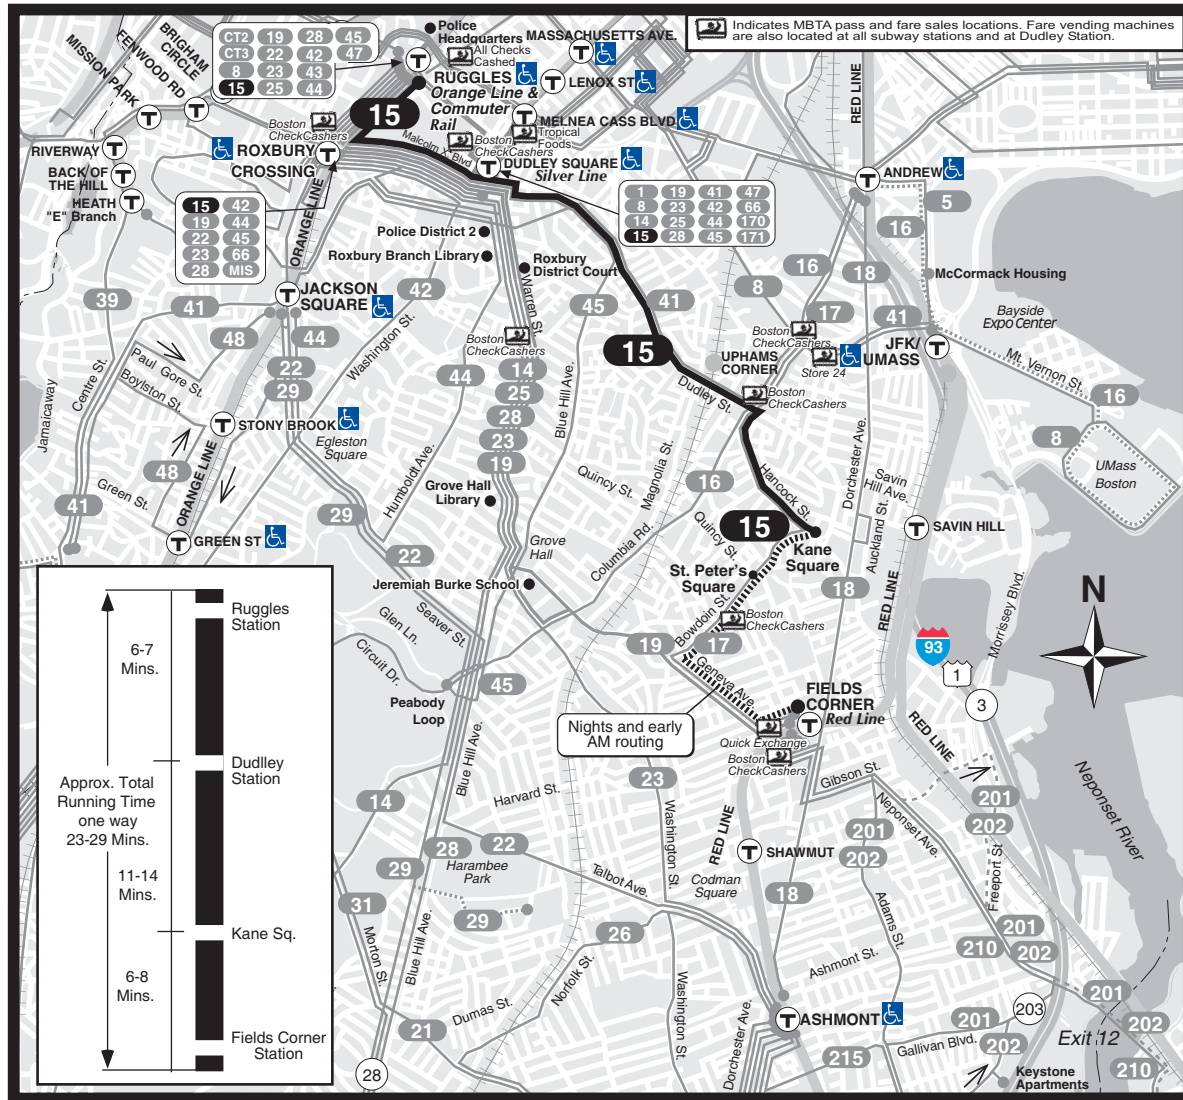 Indicates MBTA pass and fare sales locations. Fare vending machines
are also located at all subway stations and at Dudley Station.
CT2 19 28 45
CT3 22 42 47
8 23 43
15 25 44
Police
Headquarters
All Checks
Cashed
MASSACHUSETTS AVE.
BRIGHAM
CIRCLE
FENWOOD RD
MISSION PARK
RUGGLES
Orange Line &
Commuter
Rail
LENOX ST
MELNEA CASS BLVD
RED LINE
15
Boston
CheckCashers
Malcolm X. Blvd
Boston
CheckCashers
Tropical
Foods
RIVERWAY
ROXBURY
CROSSING
DUDLEY SQUARE
Silver Line
ANDREW
BACK OF
THE HILL
HEATH
"E" Branch
15 42
19 44
22 45
23 66
28 MIS
ORANGE LINE
1 19 41 47
8 23 42 66
14 25 44 170
15 28 45 171
5
16
Police District 2
Roxbury Branch Library
Roxbury
District Court
16
18
McCormack Housing
8
JACKSON
SQUARE
39
41
42
45
41
17
41
Bayside
Expo Center
Warren St.
48
44
Washington St.
Boston
CheckCashers
Boston
CheckCashers
15
UPHAMS
CORNER
Store 24
JFK/
UMASS
Mt. Vernon St.
Paul Gore St.
Boylston St.
Centre St.
Jamaicaway
22
29
44
14
25
28
23
19
Blue Hill Ave.
Dudley St.
Boston
CheckCashers
16
8
UMass
Boston
STONY BROOK
Egleston
Square
ORANGE LINE
48
Green St.
41
Humboldt Ave.
Quincy St.
Magnolia St.
16
Hancock St.
Dorchester Ave.
Savin
Hill Ave.
Grove Hall
Library
29
Quincy St.
15
Auckland St.
SAVIN HILL
GREEN ST
22
Grove
Hall
Columbia Rd.
Kane
Square
St. Peter's
Square
18
RED LINE
Morrissey Blvd.
N
Jeremiah Burke School
Seaver St.
Glen Ln.
Circuit Dr.
Bowdoin St.
Boston
CheckCashers
19
17
Geneva Ave.
93
1
3
Peabody
Loop
45
FIELDS
CORNER
Red Line
Nights and early
AM routing
Quick Exchange
Boston
CheckCashers
RED LINE
Neponset River
Blue Hill Ave.
23
Gibson St.
Neponset Ave.
201
202
14
Harvard St.
Washington St.
RED LINE
201
202
Freeport St
28
22
Harambee
Park
29
29
Talbot Ave.
SHAWMUT
Codman
Square
18
Adams St.
31
Morton St.
Blue Hill Ave.
26
Norfolk St.
201
210
202
Ashmont St.
Washington St.
201
Dumas St.
21
Dorchester Ave.
ASHMONT
201
203
202
Gallivan Blvd.
202
Exit 12
28
215
210
Keystone
Apartments
Ruggles
Station
6-7
Mins.
Dudley
Station
Approx. Total
Running Time
one way
23-29 Mins.
11-14
Mins.
Kane Sq.
6-8
Mins.
Fields Corner
Station